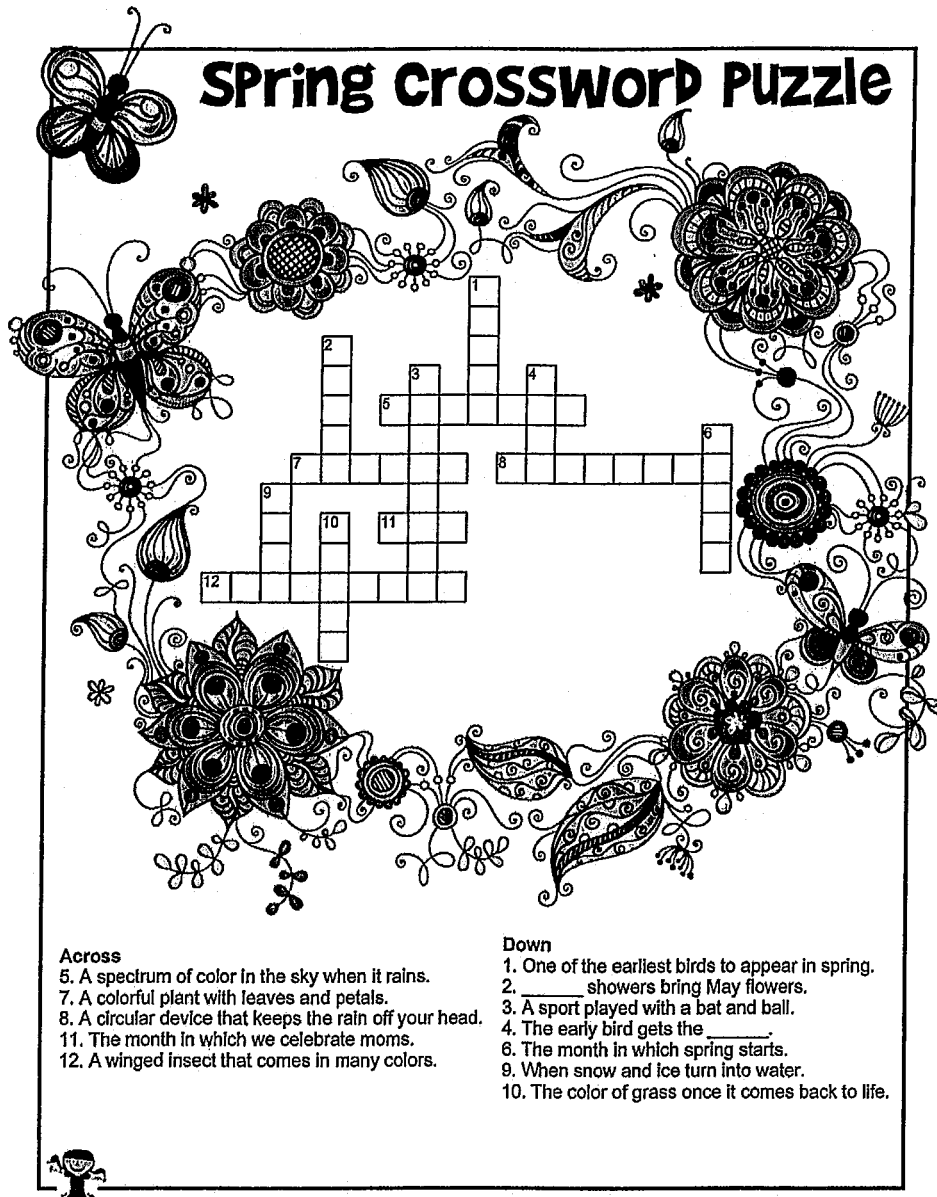 Spring Crossword Puzzle
1
2
3
4
5
6
7
8
9
10
11
12
Across
5. A spectrum of color in the sky when it rains.
7. A colorful plant with leaves and petals.
8. A circular device that keeps the rain off your head.
11. The month in which we celebrate moms.
12. A winged insect that comes in many colors.
Down
1. One of the earliest birds to appear in spring.
2. ______ showers bring May flowers.
3. A sport played with a bat and ball.
4. The early bird gets the ______.
6. The month in which spring starts.
9. When snow and ice turn into water.
10. The color of grass once it comes back to life.